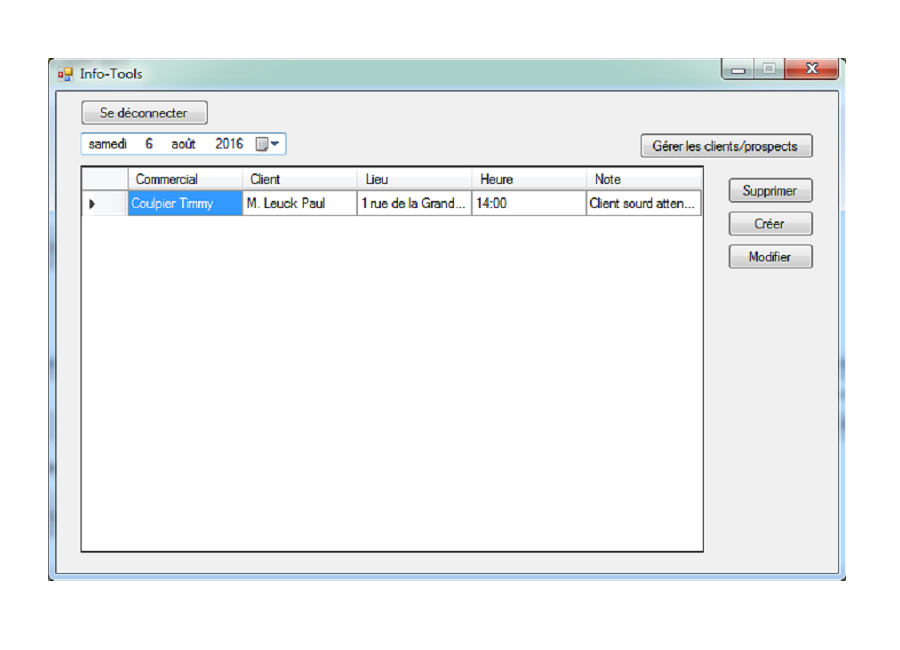 Info-Tools
Se déconnecter
samedi 6 août 2016
Gérer les clients/prospects
Commercial Client Lieu Heure Note
Coulpier Timmy M. Leuck Paul 1 rue de la Grand... 14:00 Client sourd atten...
Supprimer
Créer
Modifier